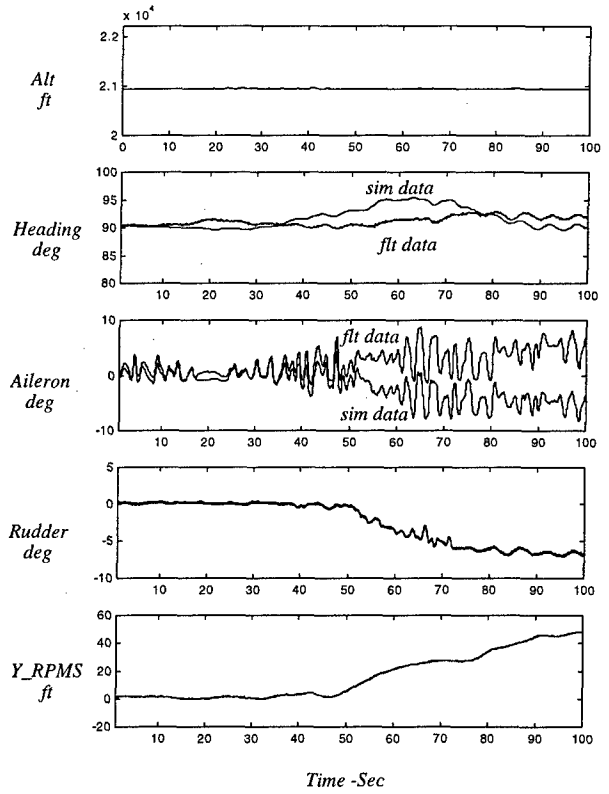 x 10⁴
2.2
Alt
ft
2.1
2
0 10 20 30 40 50 60 70 80 90 100
100
95
sim data
Heading
deg
90
flt data
85
80
10 20 30 40 50 60 70 80 90 100
10
flt data
Aileron
deg
0
sim data
-10
10 20 30 40 50 60 70 80 90 100
5
0
Rudder
deg
-5
-10
10 20 30 40 50 60 70 80 90 100
60
40
Y_RPMS
ft
20
0
-20
10 20 30 40 50 60 70 80 90 100
Time -Sec